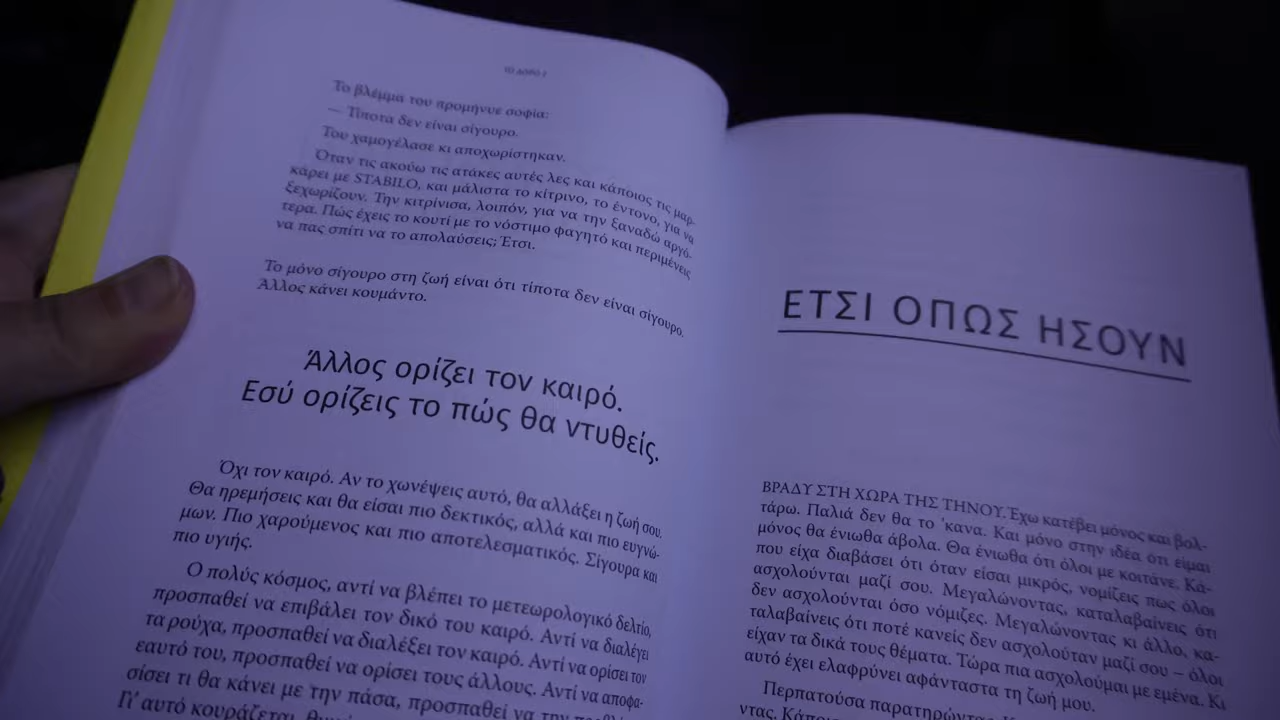 ΤΟ ΔΩΡΟ 2
Το βλέμμα του προμήνυε σοφία:
— Τίποτα δεν είναι σίγουρο.
Του χαμογέλασε κι αποχωρίστηκαν.
Όταν τις ακούω τις ατάκες αυτές λες και κάποιος τις μαρ-
κάρει με STABILO, και μάλιστα το κίτρινο, το έντονο, για να
ξεχωρίζουν. Την κιτρίνισα, λοιπόν, για να την ξαναδώ αργό-
τερα. Πώς έχεις το κουτί με το νόστιμο φαγητό και περιμένεις
να πας σπίτι να το απολαύσεις; Έτσι.
Το μόνο σίγουρο στη ζωή είναι ότι τίποτα δεν είναι σίγουρο.
Άλλος κάνει κουμάντο.
Άλλος ορίζει τον καιρό.
Εσύ ορίζεις το πώς θα ντυθείς.
Όχι τον καιρό. Αν το χωνέψεις αυτό, θα αλλάξει η ζωή σου.
Θα ηρεμήσεις και θα είσαι πιο δεκτικός, αλλά και πιο ευγνώ-
μων. Πιο χαρούμενος και πιο αποτελεσματικός. Σίγουρα και
πιο υγιής.
Ο πολύς κόσμος, αντί να βλέπει το μετεωρολογικό δελτίο,
προσπαθεί να επιβάλει τον δικό του καιρό. Αντί να διαλέγει
τα ρούχα, προσπαθεί να διαλέξει τον καιρό. Αντί να ορίσει τον
εαυτό του, προσπαθεί να ορίσει τους άλλους. Αντί να αποφα-
σίσει τι θα κάνει με την πάσα, προσπαθεί να την
Γι' αυτό κουράζεται,
ΕΤΣΙ ΟΠΩΣ ΗΣΟΥΝ
ΒΡΑΔΥ ΣΤΗ ΧΩΡΑ ΤΗΣ ΤΗΝΟΥ. Έχω κατέβει μόνος και βολ-
τάρω. Παλιά δεν θα το 'κανα. Και μόνο στην ιδέα ότι είμαι
μόνος θα ένιωθα άβολα. Θα ένιωθα ότι όλοι με κοιτάνε. Κά-
που είχα διαβάσει ότι όταν είσαι μικρός, νομίζεις πως όλοι
ασχολούνται μαζί σου. Μεγαλώνοντας, καταλαβαίνεις ότι
δεν ασχολούνται όσο νόμιζες. Μεγαλώνοντας κι άλλο, κα-
ταλαβαίνεις ότι ποτέ κανείς δεν ασχολούταν μαζί σου – όλοι
είχαν τα δικά τους θέματα. Τώρα πια ασχολούμαι με εμένα. Κι
αυτό έχει ελαφρύνει αφάνταστα τη ζωή μου.
Περπατούσα παρατηρώντας.
ντας.